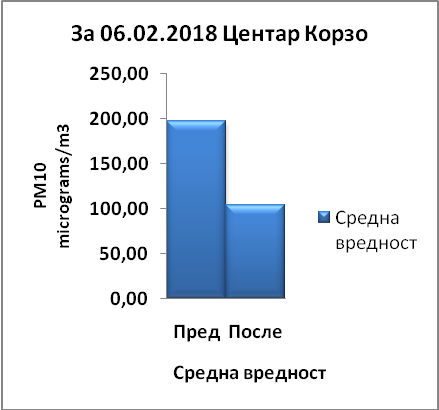 За 06.02.2018 Центар Корзо
250,00
200,00
150,00
100,00
50,00
0,00
PM10
micrograms/m3
Пред После
Средна вредност
Средна
вредност